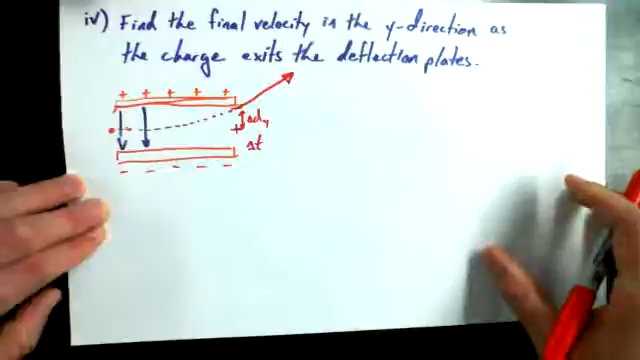 iv) Find the final velocity in the y-direction as
the charge exits the deflection plates.
+ + + + +
Δdy
Δt
- - - - -